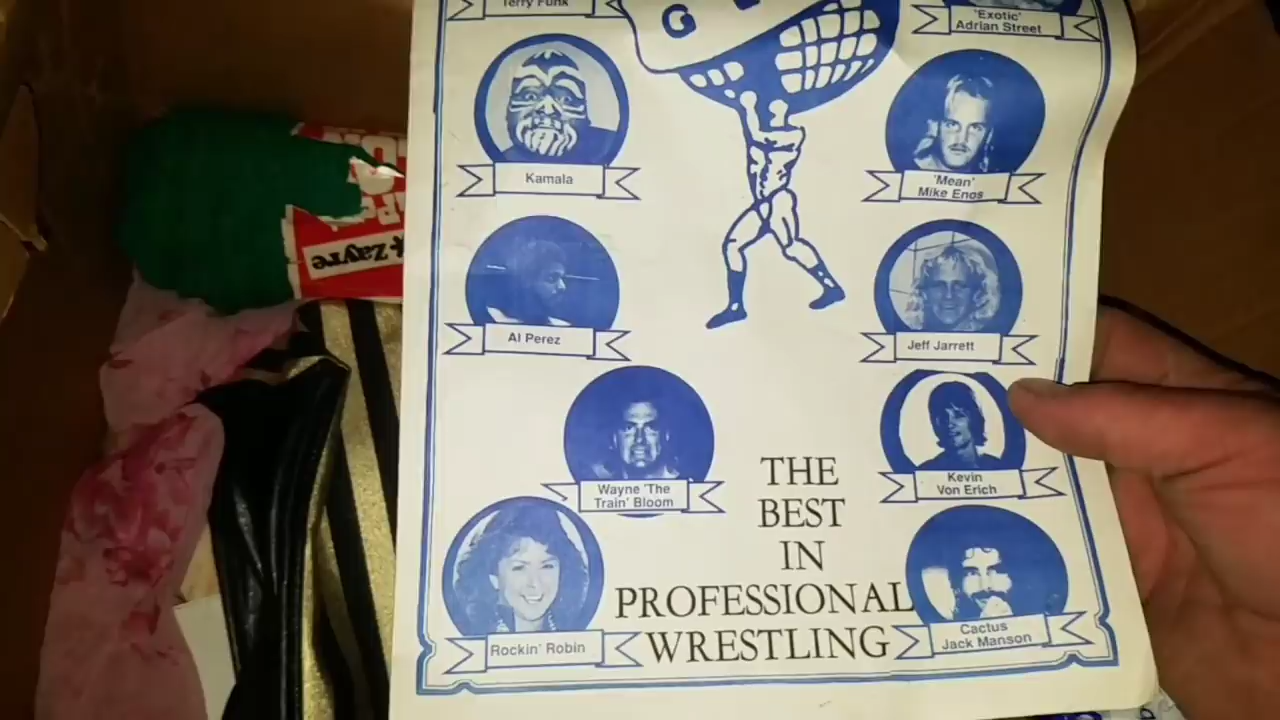 Terry Funk
'Exotic'
Adrian Street
Kamala
'Mean'
Mike Enos
Al Perez
Jeff Jarrett
Wayne 'The
Train' Bloom
Kevin
Von Erich
Rockin' Robin
Cactus
Jack Manson
THE
BEST
IN
PROFESSIONAL
WRESTLING
Zayre